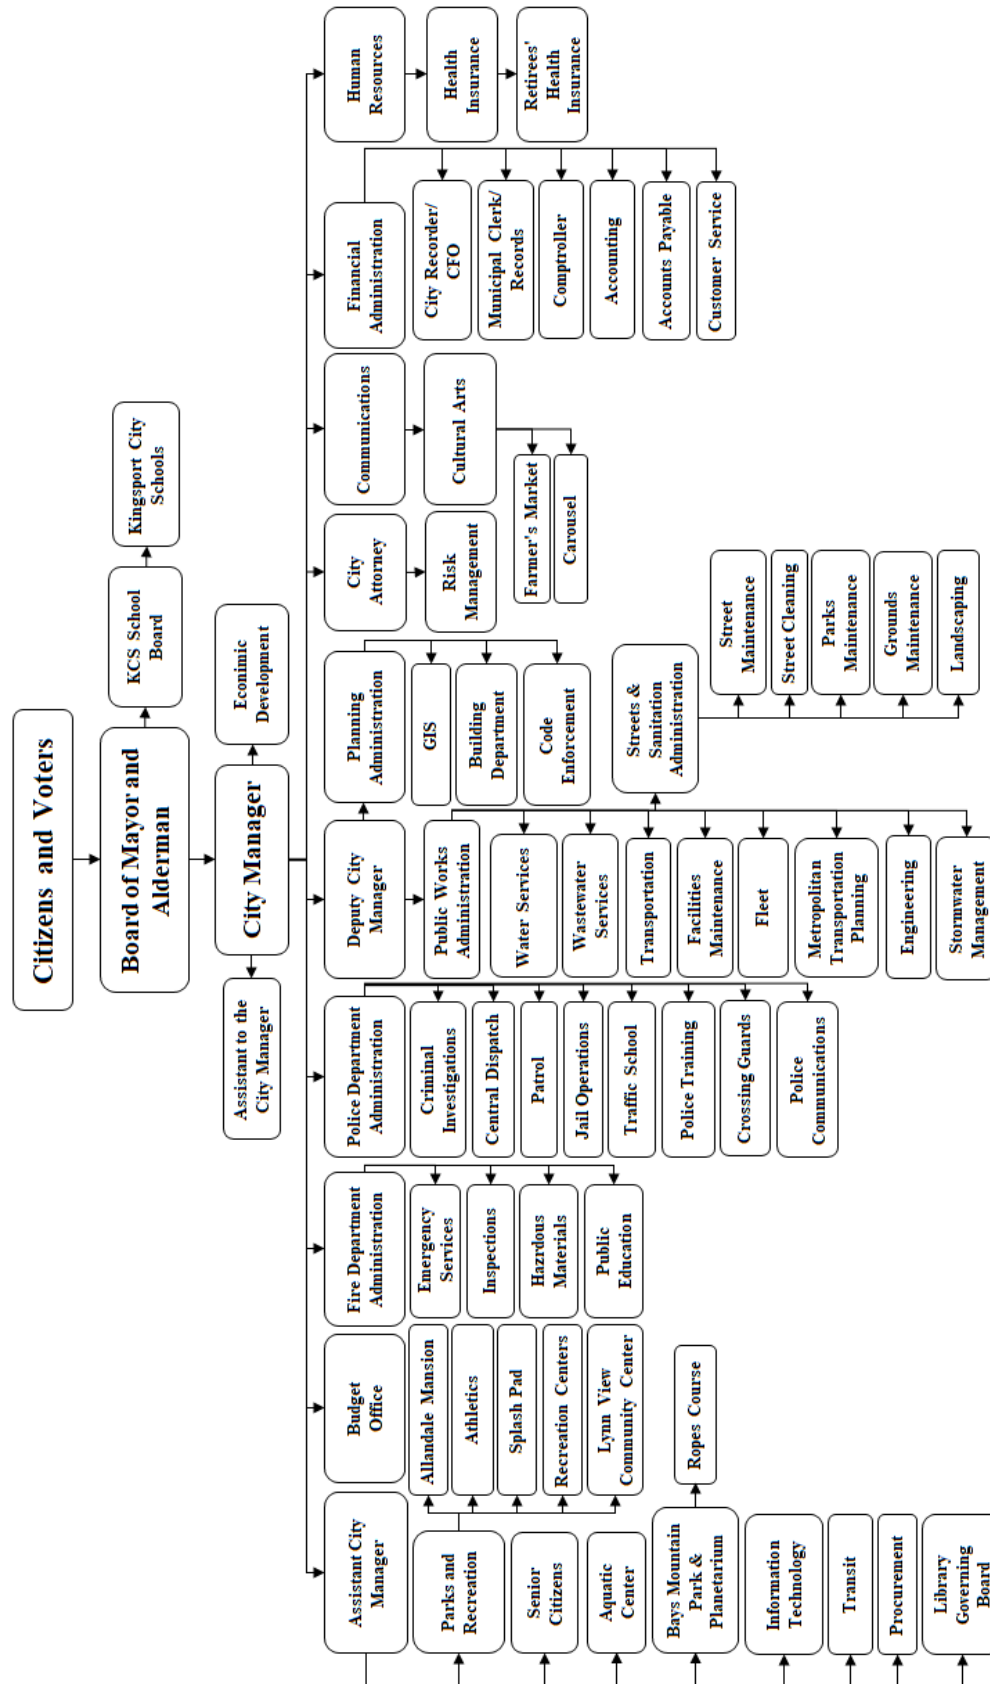 Citizens and Voters
Board of Mayor and
Alderman
KCS School
Board
Kingsport City
Schools
City Manager
Assistant to the
City Manager
Econimic
Development
Assistant City
Manager
Budget
Office
Fire Department
Administration
Police Department
Administration
Deputy City
Manager
Planning
Administration
City
Attorney
Communications
Financial
Administration
Human
Resources
Parks and
Recreation
Allandale Mansion
Athletics
Splash Pad
Recreation Centers
Lynn View
Community Center
Senior
Citizens
Aquatic
Center
Bays Mountain
Park &
Planetarium
Ropes Course
Information
Technology
Transit
Procurement
Library
Governing
Board
Emergency
Services
Inspections
Hazrdous
Materials
Public
Education
Criminal
Investigations
Central Dispatch
Patrol
Jail Operations
Traffic School
Police Training
Crossing Guards
Police
Communications
Public Works
Administration
Water Services
Wastewater
Services
Transportation
Facilities
Maintenance
Fleet
Metropolitan
Transportation
Planning
Engineering
Stormwater
Management
GIS
Building
Department
Code
Enforcement
Streets &
Sanitation
Administration
Street
Maintenance
Street Cleaning
Parks
Maintenance
Grounds
Maintenance
Landscaping
Risk
Management
Cultural Arts
Farmer's Market
Carousel
City Recorder/
CFO
Municipal Clerk/
Records
Comptroller
Accounting
Accounts Payable
Customer Service
Health
Insurance
Retirees'
Health
Insurance